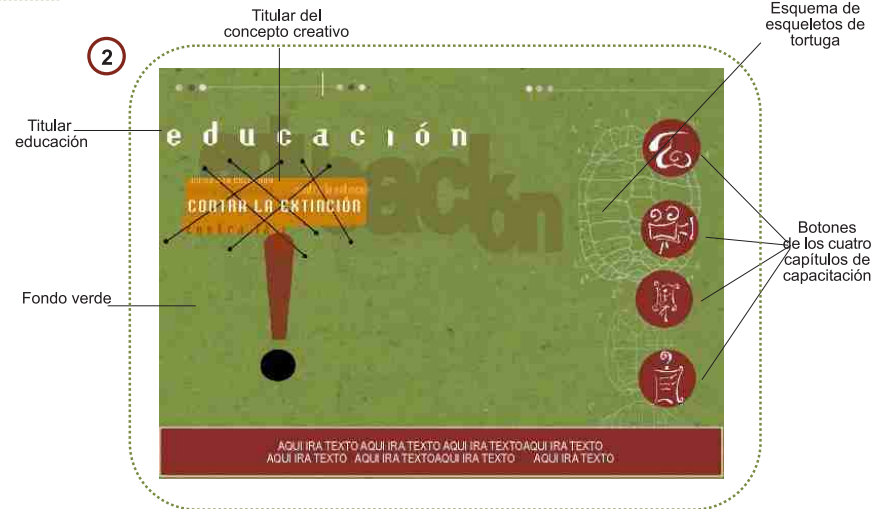 Titular del
concepto creativo
Esquema de
esqueletos de
tortuga
2
Titular
educación
educación
educación
CONTRA LA EXTINCIÓN
Botones
de los cuatro
capítulos de
capacitación
Fondo verde
AQUI IRA TEXTO AQUI IRA TEXTO AQUI IRA TEXTOAQUI IRA TEXTO
AQUI IRA TEXTO AQUI IRA TEXTOAQUI IRA TEXTO AQUI IRA TEXTO